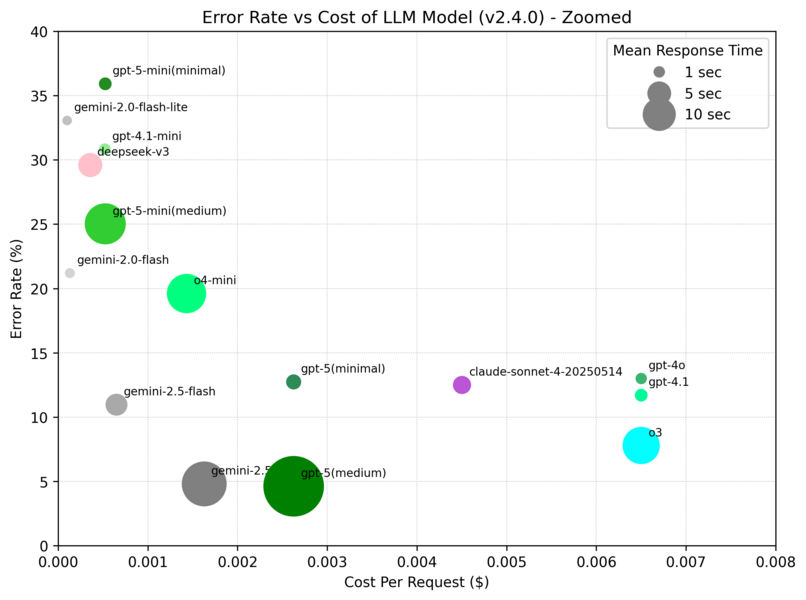 Error Rate vs Cost of LLM Model (v2.4.0) - Zoomed
Mean Response Time
1 sec
5 sec
10 sec
gpt-5-mini(minimal)
gemini-2.0-flash-lite
gpt-4.1-mini
deepseek-v3
gpt-5-mini(medium)
gemini-2.0-flash
o4-mini
gpt-5(minimal)
claude-sonnet-4-20250514
gpt-4o
gpt-4.1
gemini-2.5-flash
o3
gemini-2.5
gpt-5(medium)
40
35
30
25
20
15
10
5
0
Error Rate (%)
0.000 0.001 0.002 0.003 0.004 0.005 0.006 0.007 0.008
Cost Per Request ($)